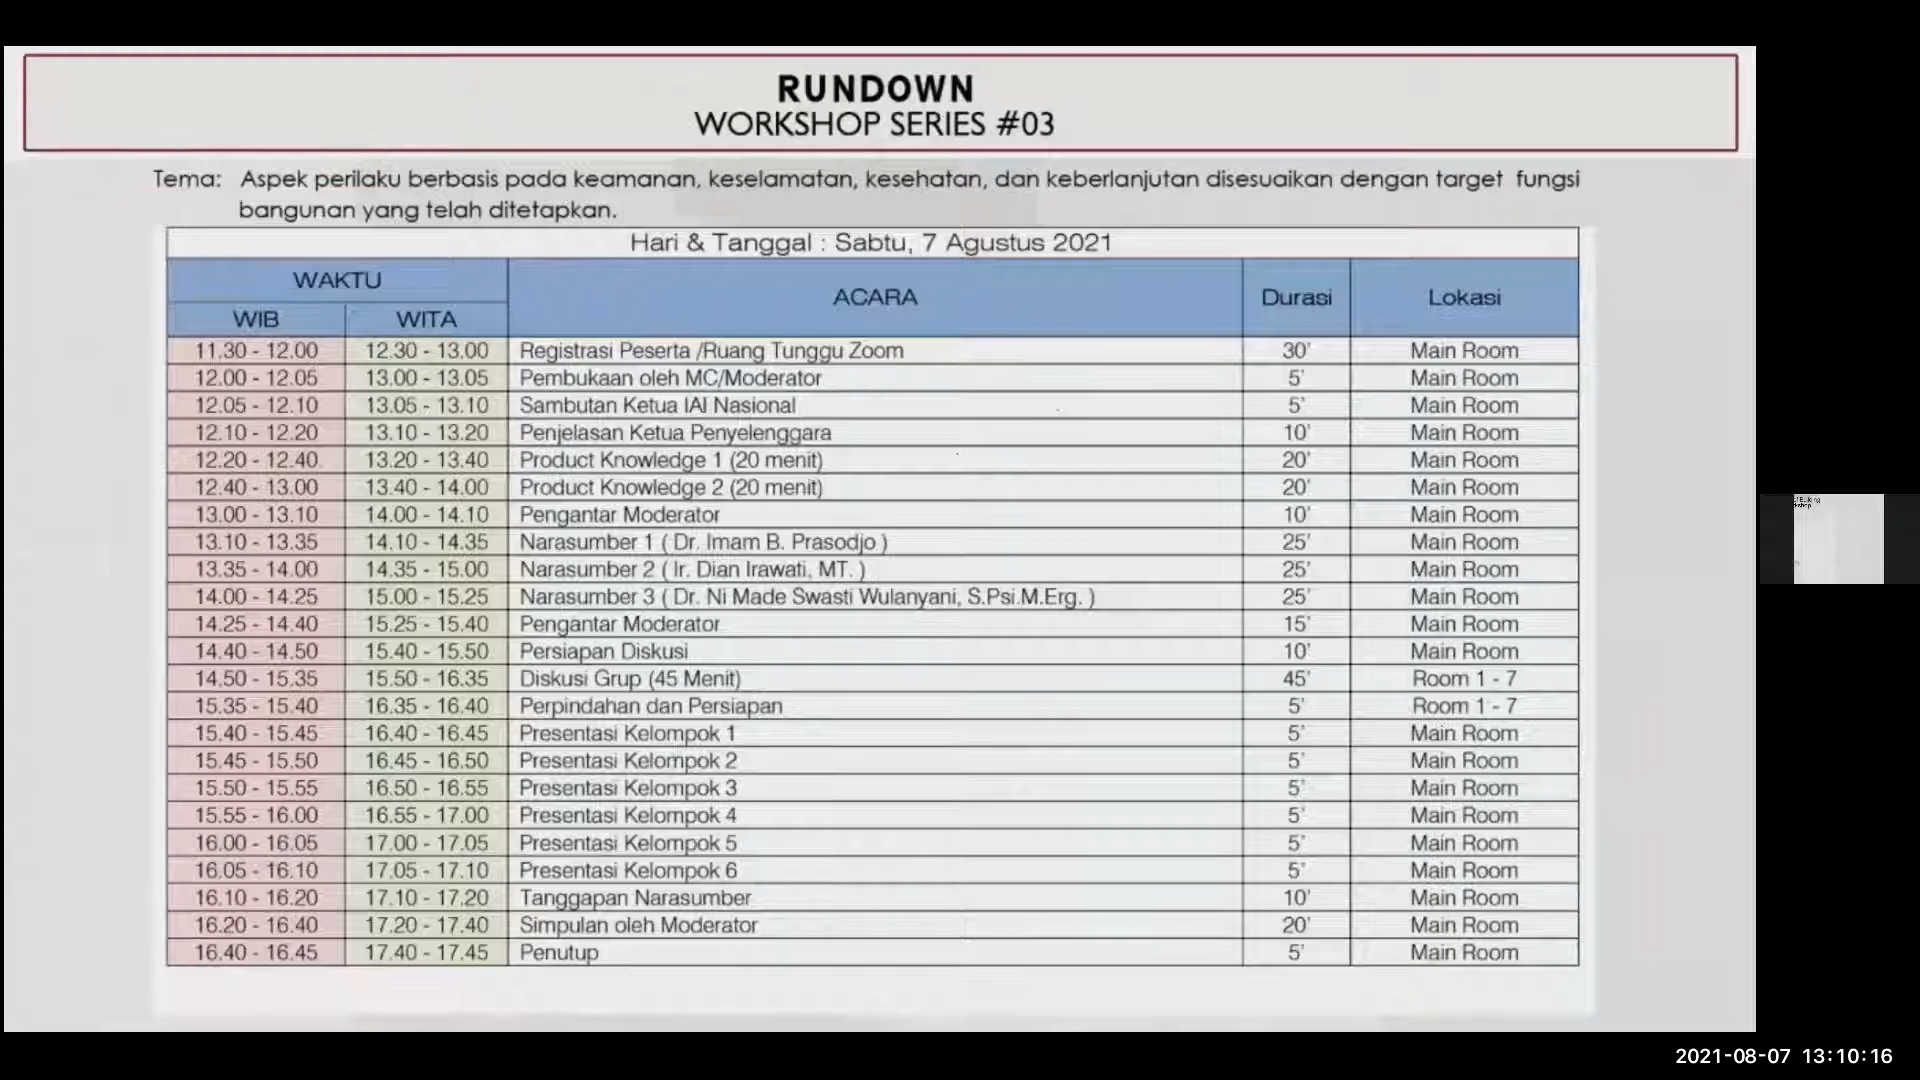 RUNDOWN
WORKSHOP SERIES #03
Tema: Aspek perilaku berbasis pada keamanan, keselamatan, kesehatan, dan keberlanjutan disesuaikan dengan target fungsi
bangunan yang telah ditetapkan.
Hari & Tanggal : Sabtu, 7 Agustus 2021
WAKTU ACARA Durasi Lokasi
WIB WITA
11.30 - 12.00 12.30 - 13.00 Registrasi Peserta /Ruang Tunggu Zoom 30' Main Room
12.00 - 12.05 13.00 - 13.05 Pembukaan oleh MC/Moderator 5' Main Room
12.05 - 12.10 13.05 - 13.10 Sambutan Ketua IAI Nasional 5' Main Room
12.10 - 12.20 13.10 - 13.20 Penjelasan Ketua Penyelenggara 10' Main Room
12.20 - 12.40 13.20 - 13.40 Product Knowledge 1 (20 menit) 20' Main Room
12.40 - 13.00 13.40 - 14.00 Product Knowledge 2 (20 menit) 20' Main Room
13.00 - 13.10 14.00 - 14.10 Pengantar Moderator 10' Main Room
13.10 - 13.35 14.10 - 14.35 Narasumber 1 ( Dr. Imam B. Prasodjo ) 25' Main Room
13.35 - 14.00 14.35 - 15.00 Narasumber 2 ( Ir. Dian Irawati, MT. ) 25' Main Room
14.00 - 14.25 15.00 - 15.25 Narasumber 3 ( Dr. Ni Made Swasti Wulanyani, S.Psi.M.Erg. ) 25' Main Room
14.25 - 14.40 15.25 - 15.40 Pengantar Moderator 15' Main Room
14.40 - 14.50 15.40 - 15.50 Persiapan Diskusi 10' Main Room
14.50 - 15.35 15.50 - 16.35 Diskusi Grup (45 Menit) 45' Room 1 - 7
15.35 - 15.40 16.35 - 16.40 Perpindahan dan Persiapan 5' Room 1 - 7
15.40 - 15.45 16.40 - 16.45 Presentasi Kelompok 1 5' Main Room
15.45 - 15.50 16.45 - 16.50 Presentasi Kelompok 2 5' Main Room
15.50 - 15.55 16.50 - 16.55 Presentasi Kelompok 3 5' Main Room
15.55 - 16.00 16.55 - 17.00 Presentasi Kelompok 4 5' Main Room
16.00 - 16.05 17.00 - 17.05 Presentasi Kelompok 5 5' Main Room
16.05 - 16.10 17.05 - 17.10 Presentasi Kelompok 6 5' Main Room
16.10 - 16.20 17.10 - 17.20 Tanggapan Narasumber 10' Main Room
16.20 - 16.40 17.20 - 17.40 Simpulan oleh Moderator 20' Main Room
16.40 - 16.45 17.40 - 17.45 Penutup 5' Main Room
2021-08-07 13:10:16